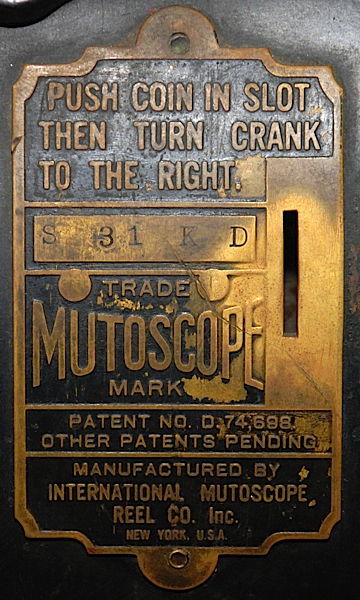 PUSH COIN IN SLOT
THEN TURN CRANK
TO THE RIGHT.
S 31 K D
TRADE
MUTOSCOPE
MARK
PATENT NO. D.74,698
OTHER PATENTS PENDING
MANUFACTURED BY
INTERNATIONAL MUTOSCOPE
REEL CO. Inc.
NEW YORK, U.S.A.